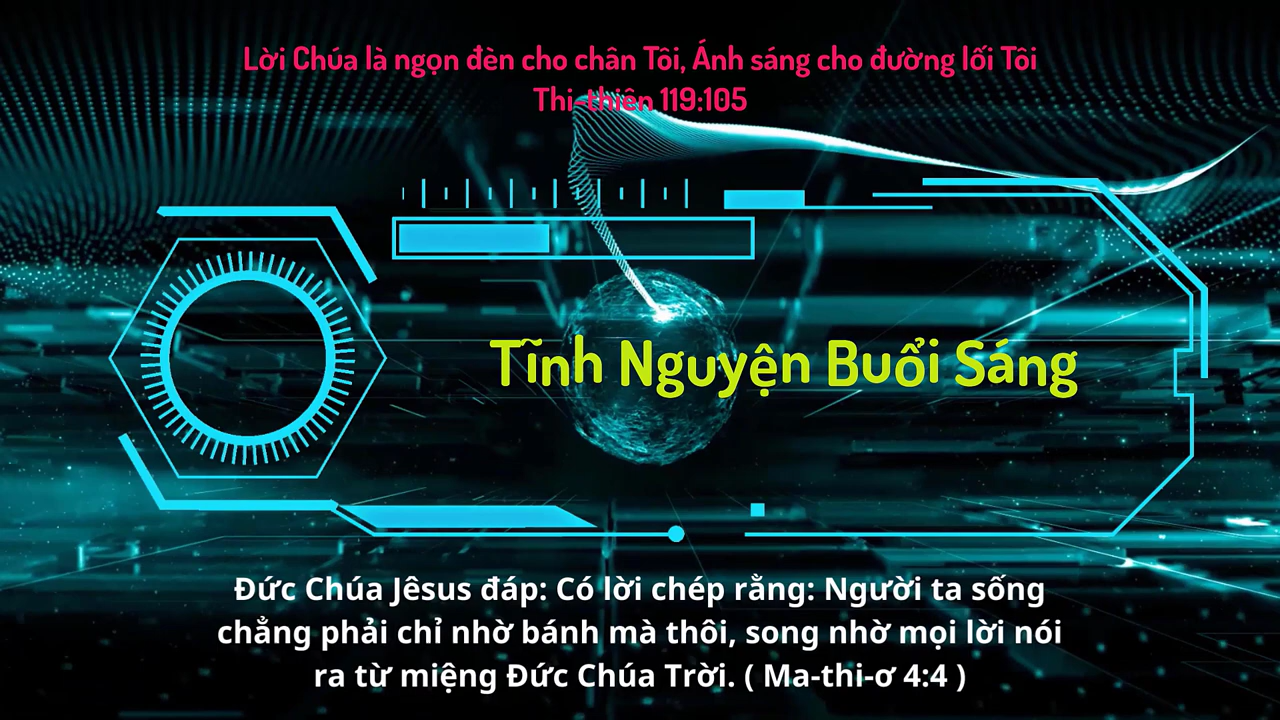 Lời Chúa là ngọn đèn cho chân Tôi, Ánh sáng cho đường lối Tôi
Thi-thiên 119:105
Tĩnh Nguyện Buổi Sáng
Đức Chúa Jêsus đáp: Có lời chép rằng: Người ta sống
chẳng phải chỉ nhờ bánh mà thôi, song nhờ mọi lời nói
ra từ miệng Đức Chúa Trời. ( Ma-thi-ơ 4:4 )